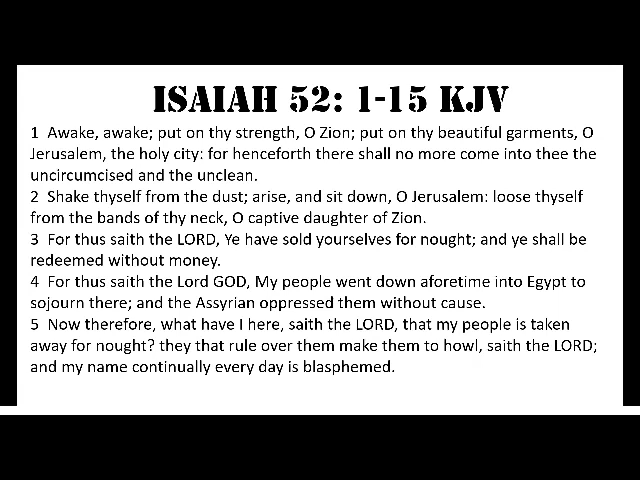 ISAIAH 52: 1-15 KJV
1 Awake, awake; put on thy strength, O Zion; put on thy beautiful garments, O
Jerusalem, the holy city: for henceforth there shall no more come into thee the
uncircumcised and the unclean.
2 Shake thyself from the dust; arise, and sit down, O Jerusalem: loose thyself
from the bands of thy neck, O captive daughter of Zion.
3 For thus saith the LORD, Ye have sold yourselves for nought; and ye shall be
redeemed without money.
4 For thus saith the Lord GOD, My people went down aforetime into Egypt to
sojourn there; and the Assyrian oppressed them without cause.
5 Now therefore, what have I here, saith the LORD, that my people is taken
away for nought? they that rule over them make them to howl, saith the LORD;
and my name continually every day is blasphemed.